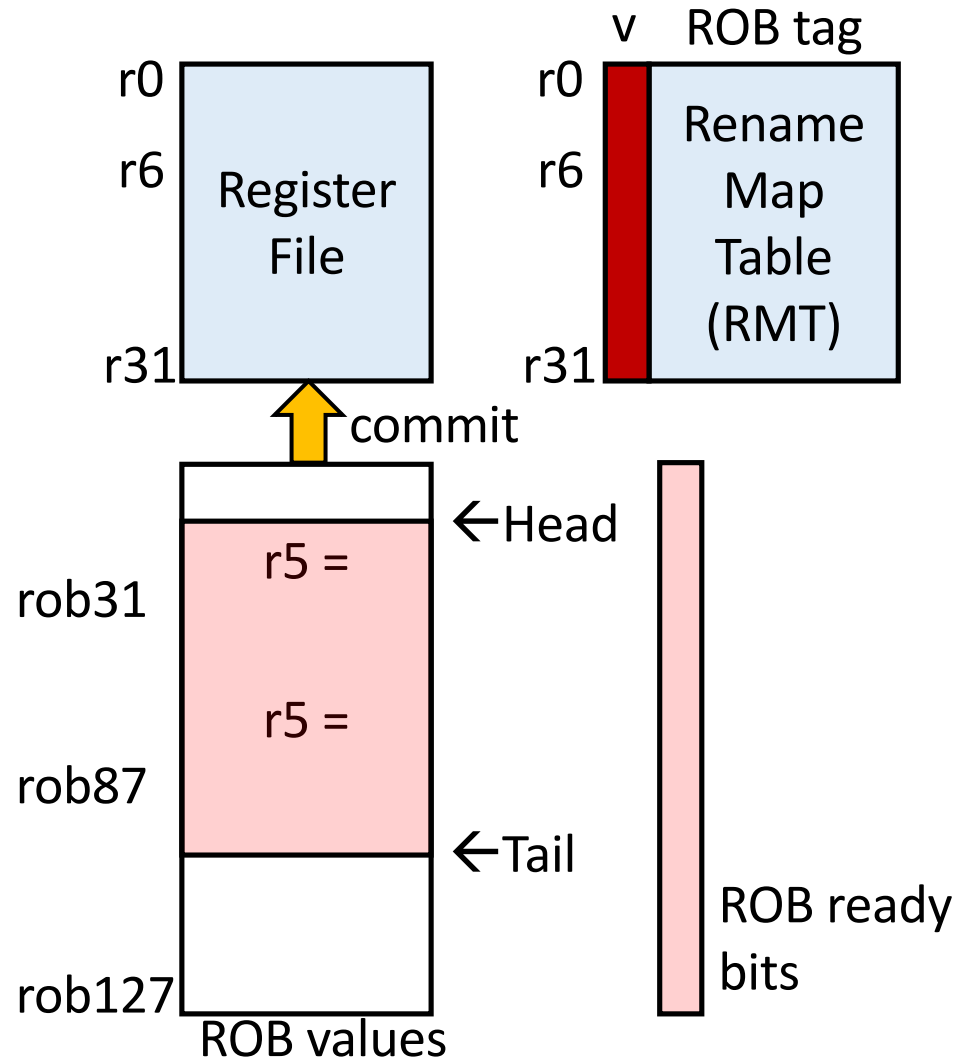 v ROB tag
r0
r6
r31
Register
File
r0
r6
r31
Rename
Map
Table
(RMT)
commit
←Head
r5 =
rob31
r5 =
rob87
←Tail
rob127
ROB values
ROB ready
bits